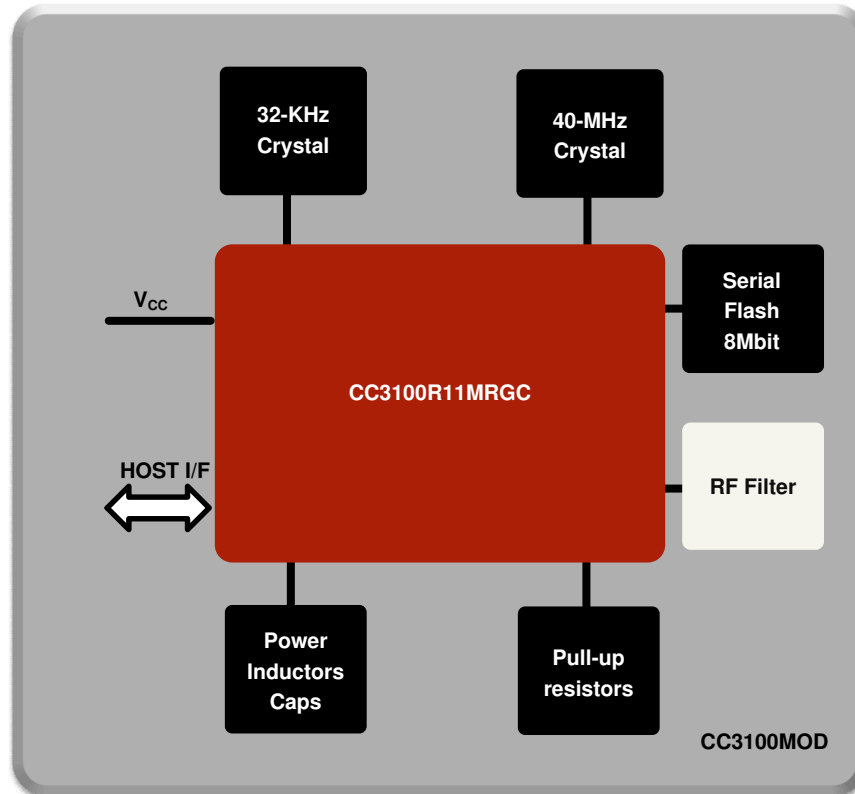 32-KHz
Crystal
40-MHz
Crystal
Serial
Flash
8Mbit
VCC
CC3100R11MRGC
HOST I/F
RF Filter
Power
Inductors
Caps
Pull-up
resistors
CC3100MOD